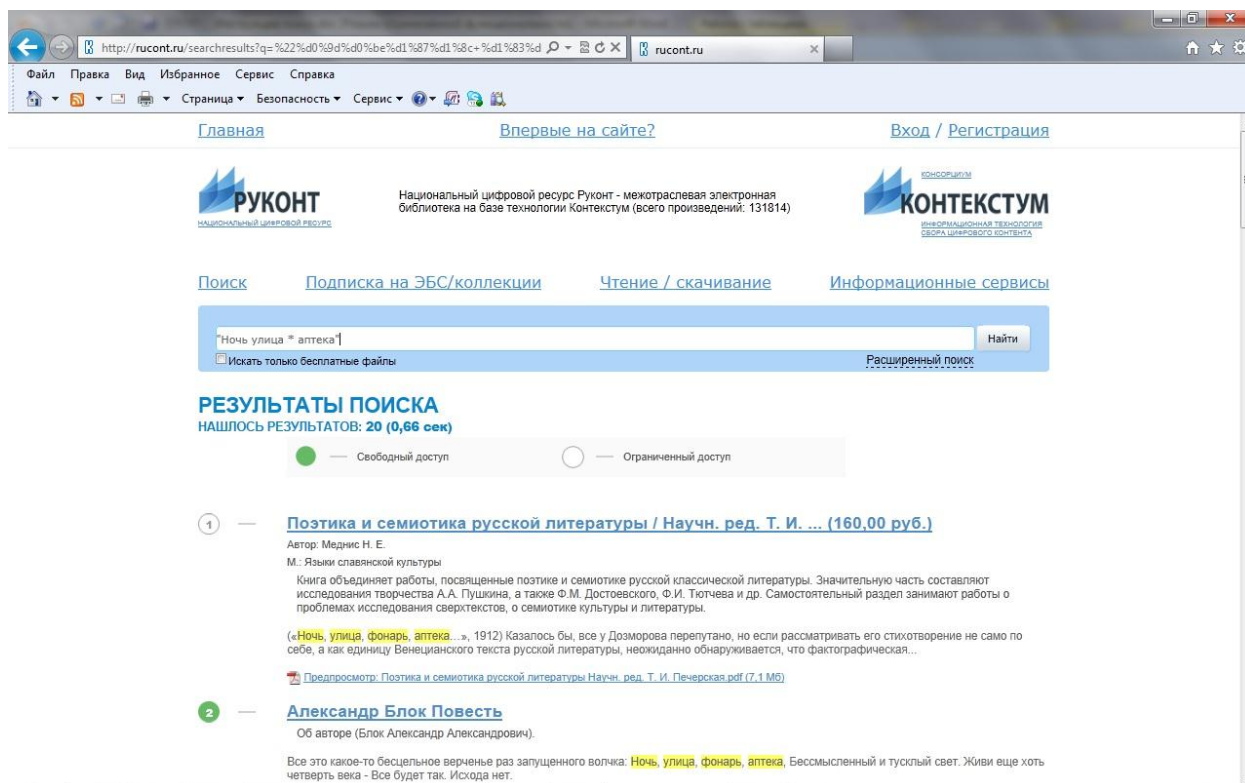 http://rucont.ru/searchresults?q=%22%d0%9d%d0%be%d1%87%d1%8c+%d1%83%d
rucont.ru
Файл Правка Вид Избранное Сервис Справка
Страница Безопасность Сервис
Главная Впервые на сайте? Вход / Регистрация
РУКОНТ
НАЦИОНАЛЬНЫЙ ЦИФРОВОЙ РЕСУРС
Национальный цифровой ресурс Руконт - межотраслевая электронная
библиотека на базе технологии Контекстум (всего произведений: 131814)
КОНСОРЦИУМ
КОНТЕКСТУМ
ИНФОРМАЦИОННАЯ ТЕХНОЛОГИЯ
СБОРА ЦИФРОВОГО КОНТЕНТА
Поиск Подписка на ЭБС/коллекции Чтение / скачивание Информационные сервисы
"Ночь улица * аптека"
Найти
Искать только бесплатные файлы Расширенный поиск
РЕЗУЛЬТАТЫ ПОИСКА
НАШЛОСЬ РЕЗУЛЬТАТОВ: 20 (0,66 сек)
— Свободный доступ — Ограниченный доступ
1 — Поэтика и семиотика русской литературы / Научн. ред. Т. И. ... (160,00 руб.)
Автор: Меднис Н. Е.
М.: Языки славянской культуры
Книга объединяет работы, посвященные поэтике и семиотике русской классической литературы. Значительную часть составляют
исследования творчества А.А. Пушкина, а также Ф.М. Достоевского, Ф.И. Тютчева и др. Самостоятельный раздел занимают работы о
проблемах исследования сверхтекстов, о семиотике культуры и литературы.
(«Ночь, улица, фонарь, аптека…», 1912) Казалось бы, все у Дозморова перепутано, но если рассматривать его стихотворение не само по
себе, а как единицу Венецианского текста русской литературы, неожиданно обнаруживается, что фактографическая...
Предпросмотр: Поэтика и семиотика русской литературы Научн. ред. Т. И. Печерская.pdf (7,1 Мб)
2 — Александр Блок Повесть
Об авторе (Блок Александр Александрович).
Все это какое-то бесцельное верченье раз запущенного волчка: Ночь, улица, фонарь, аптека, Бессмысленный и тусклый свет. Живи еще хоть
четверть века - Все будет так. Исхода нет.